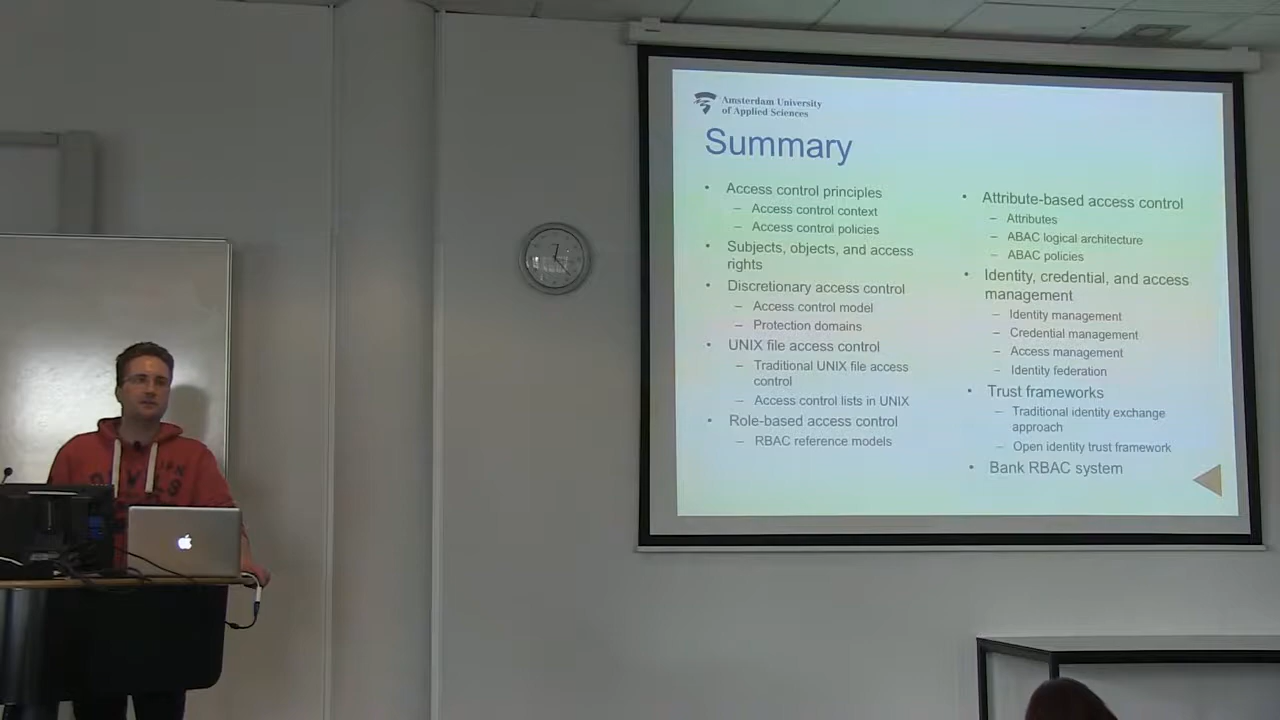 Amsterdam University
of Applied Sciences
Summary
• Access control principles
– Access control context
– Access control policies
• Subjects, objects, and access
rights
• Discretionary access control
– Access control model
– Protection domains
• UNIX file access control
– Traditional UNIX file access
control
– Access control lists in UNIX
• Role-based access control
– RBAC reference models
• Attribute-based access control
– Attributes
– ABAC logical architecture
– ABAC policies
• Identity, credential, and access
management
– Identity management
– Credential management
– Access management
– Identity federation
• Trust frameworks
– Traditional identity exchange
approach
– Open identity trust framework
• Bank RBAC system